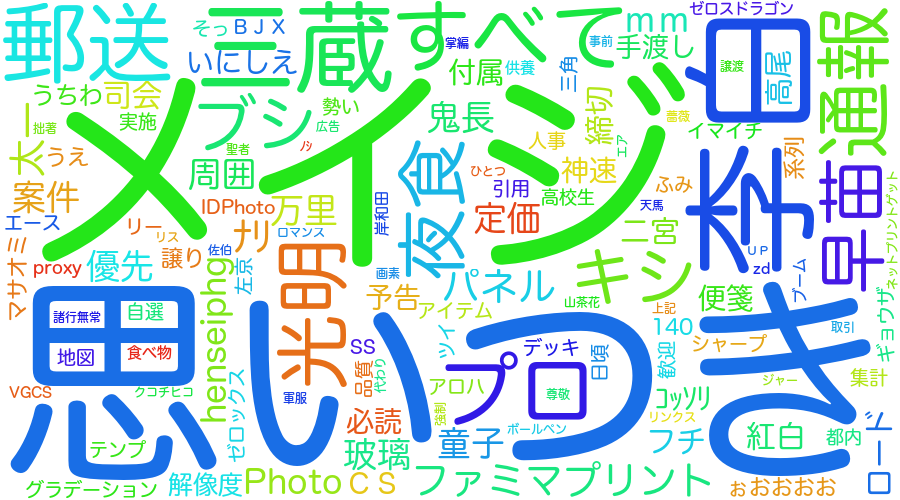 郵送
三蔵
すべて
mm
ゼロスドラゴン
そっ
BJX
掌編
事前
手渡し
譲渡
通報
いにしえ
付属
供養
三角
高尾
白
うちわ
司会
メイジ
ブシ
勢い
鬼長
締切
薔薇
拙著
実施
広告
太一
うえ
聖者
ﾉｼ
人事
エア
イマイチ
系列
周囲
夜食
ひとつ
神速
李
早苗
案件
引用
高校生
ふみ
エース
IDPhoto
万里
岸和田
定価
天馬
ネットプリントゲット
リー
ﾅﾘ
ロマンス
二宮
UP
マサオミ
リス
佐伯
光明
キシ
zd
proxy
優先
譲り
左京
画素
パネル
便箋
ブーム
ギョウザ
henseiphg
予告
アイテム
山茶花
上記
思いつき
諸行無常
自選
140
取引
地図
食べ物
SS
ツイ
デッキ
日頃
歓迎
シャープ
VGCS
クコチヒコ
ゼロックス
軍服
品質
代わり
アロハ
プロ
尊敬
ｺｯｿﾘ
ジャー
集計
必読
強制
ボールペン
リンクス
テンプ
玻璃
童子
フチ
紅白
都内
ロード
グラデーション
解像度
Photo
CS
ファミマプリント
ぉおおおお